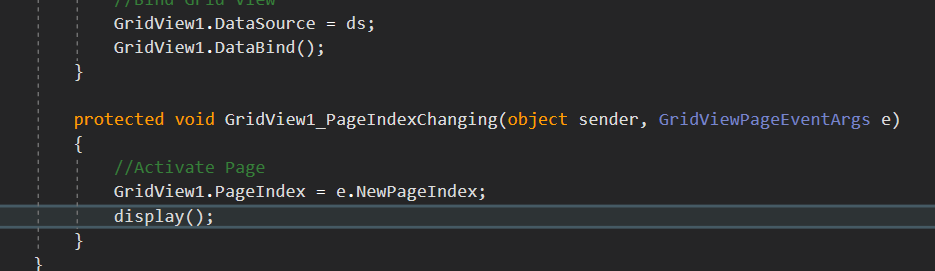 //Bind Grid View
GridView1.DataSource = ds;
GridView1.DataBind();
}
protected void GridView1_PageIndexChanging(object sender, GridViewPageEventArgs e)
{
//Activate Page
GridView1.PageIndex = e.NewPageIndex;
display();
}
}